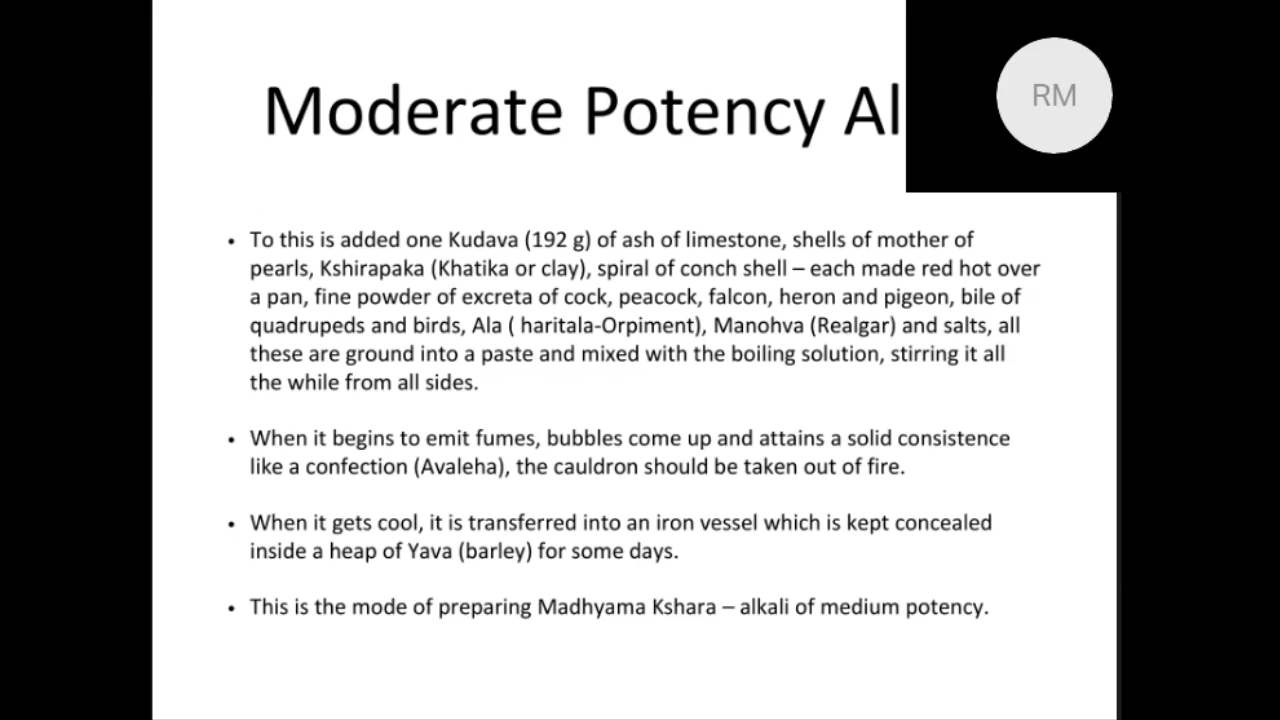 Moderate Potency Al
RM
• To this is added one Kudava (192 g) of ash of limestone, shells of mother of
pearls, Kshirapaka (Khatika or clay), spiral of conch shell – each made red hot over
a pan, fine powder of excreta of cock, peacock, falcon, heron and pigeon, bile of
quadrupeds and birds, Ala ( haritala-Orpiment), Manohva (Realgar) and salts, all
these are ground into a paste and mixed with the boiling solution, stirring it all
the while from all sides.
• When it begins to emit fumes, bubbles come up and attains a solid consistence
like a confection (Avaleha), the cauldron should be taken out of fire.
• When it gets cool, it is transferred into an iron vessel which is kept concealed
inside a heap of Yava (barley) for some days.
• This is the mode of preparing Madhyama Kshara – alkali of medium potency.